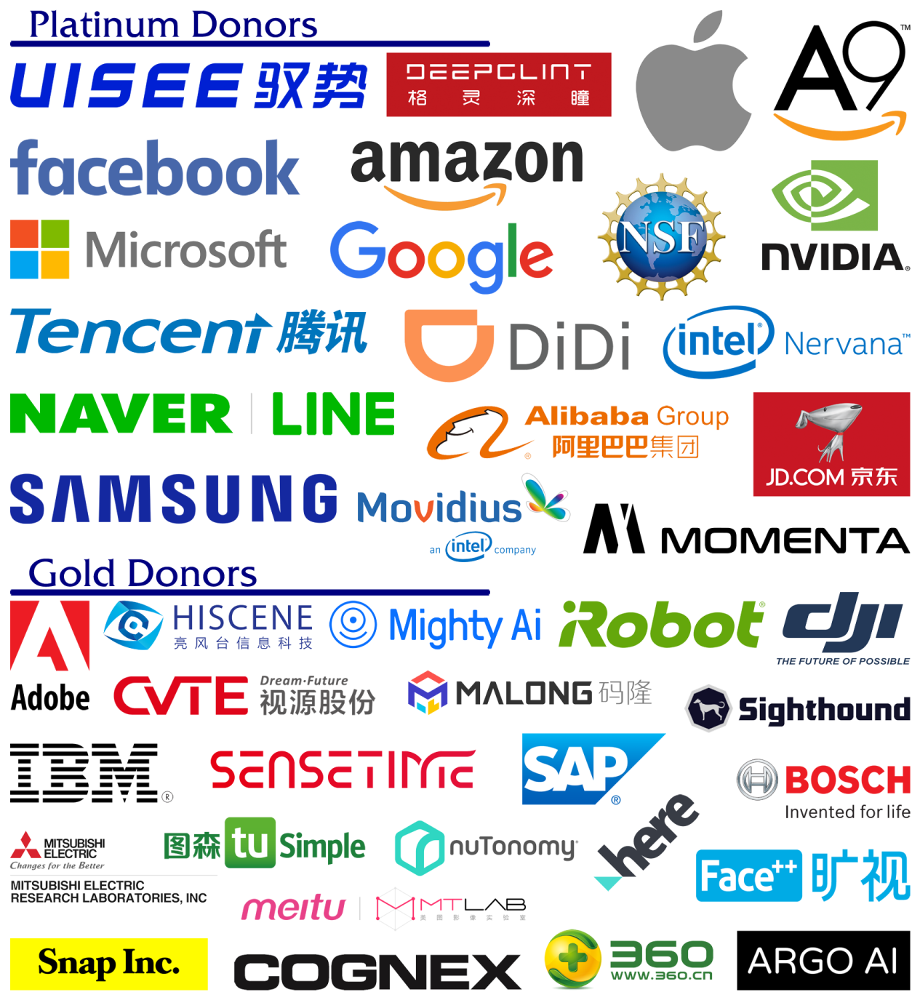 Platinum Donors
UISEE 驭势
DEEPGLINT
格灵深瞳
A9™
facebook
amazon
NSF
nVIDIA®
Microsoft
Google
Tencent 腾讯
DiDi
intel® Nervana™
NAVER | LINE
Alibaba Group
®
阿里巴巴集团
JD.COM 京东
SAMSUNG
Movidius
an intel company
MOMENTA
Gold Donors
Adobe
HISCENE
亮风台信息科技
Mighty Ai
iRobot®
dji
THE FUTURE OF POSSIBLE
CVTE Dream·Future
视源股份
MALONG 码隆
Sighthound
IBM®
SENSETIME
SAP®
BOSCH
Invented for life
MITSUBISHI
ELECTRIC
Changes for the Better
MITSUBISHI ELECTRIC
RESEARCH LABORATORIES, INC
图森 tu Simple
nuTonomy
here
Face++ 旷视
meitu | MTLAB
美图影像实验室
Snap Inc.
COGNEX
360
www.360.cn
ARGO AI